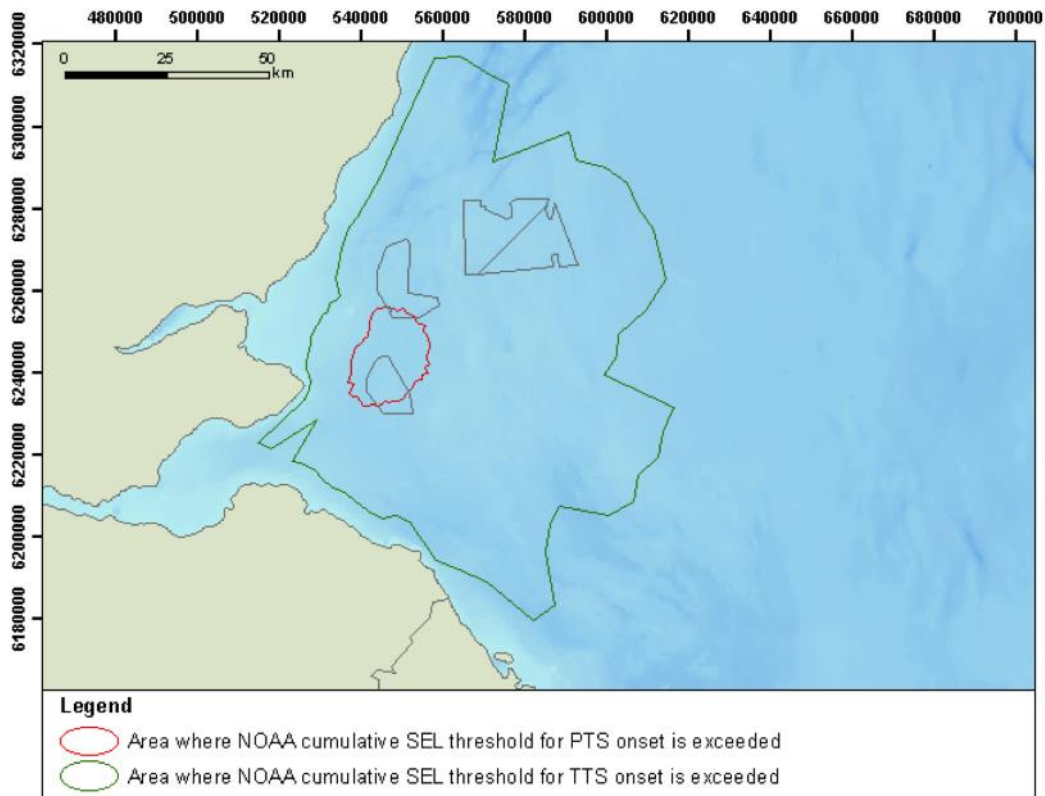 480000 500000 520000 540000 560000 580000 600000 620000 640000 660000 680000 700000
6320000
6300000
6280000
6260000
6240000
6220000
6200000
6180000
0 25 50
km
Legend
Area where NOAA cumulative SEL threshold for PTS onset is exceeded
Area where NOAA cumulative SEL threshold for TTS onset is exceeded